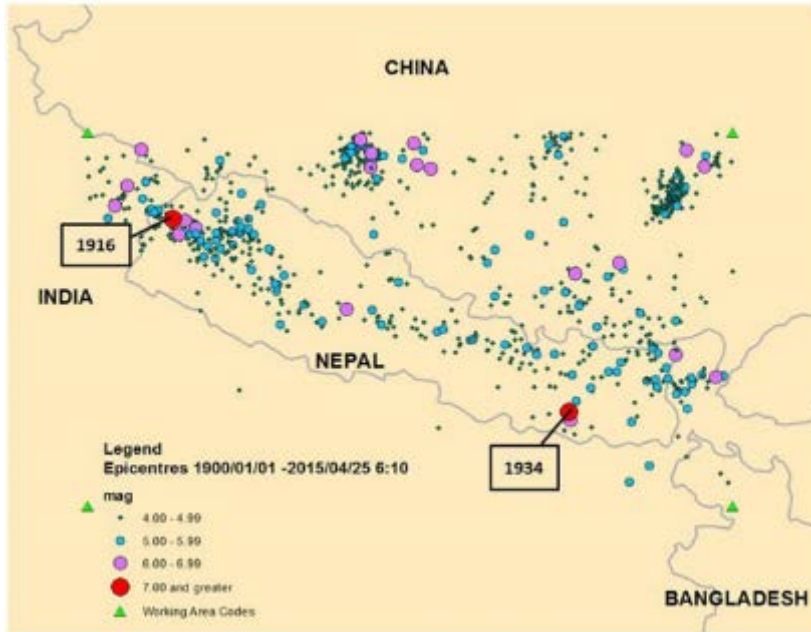 CHINA
1916
INDIA
NEPAL
1934
Legend
Epicentres 1900/01/01 -2015/04/25 6:10
mag
4.00 - 4.99
5.00 - 5.99
6.00 - 6.99
7.00 and greater
Working Area Codes
BANGLADESH